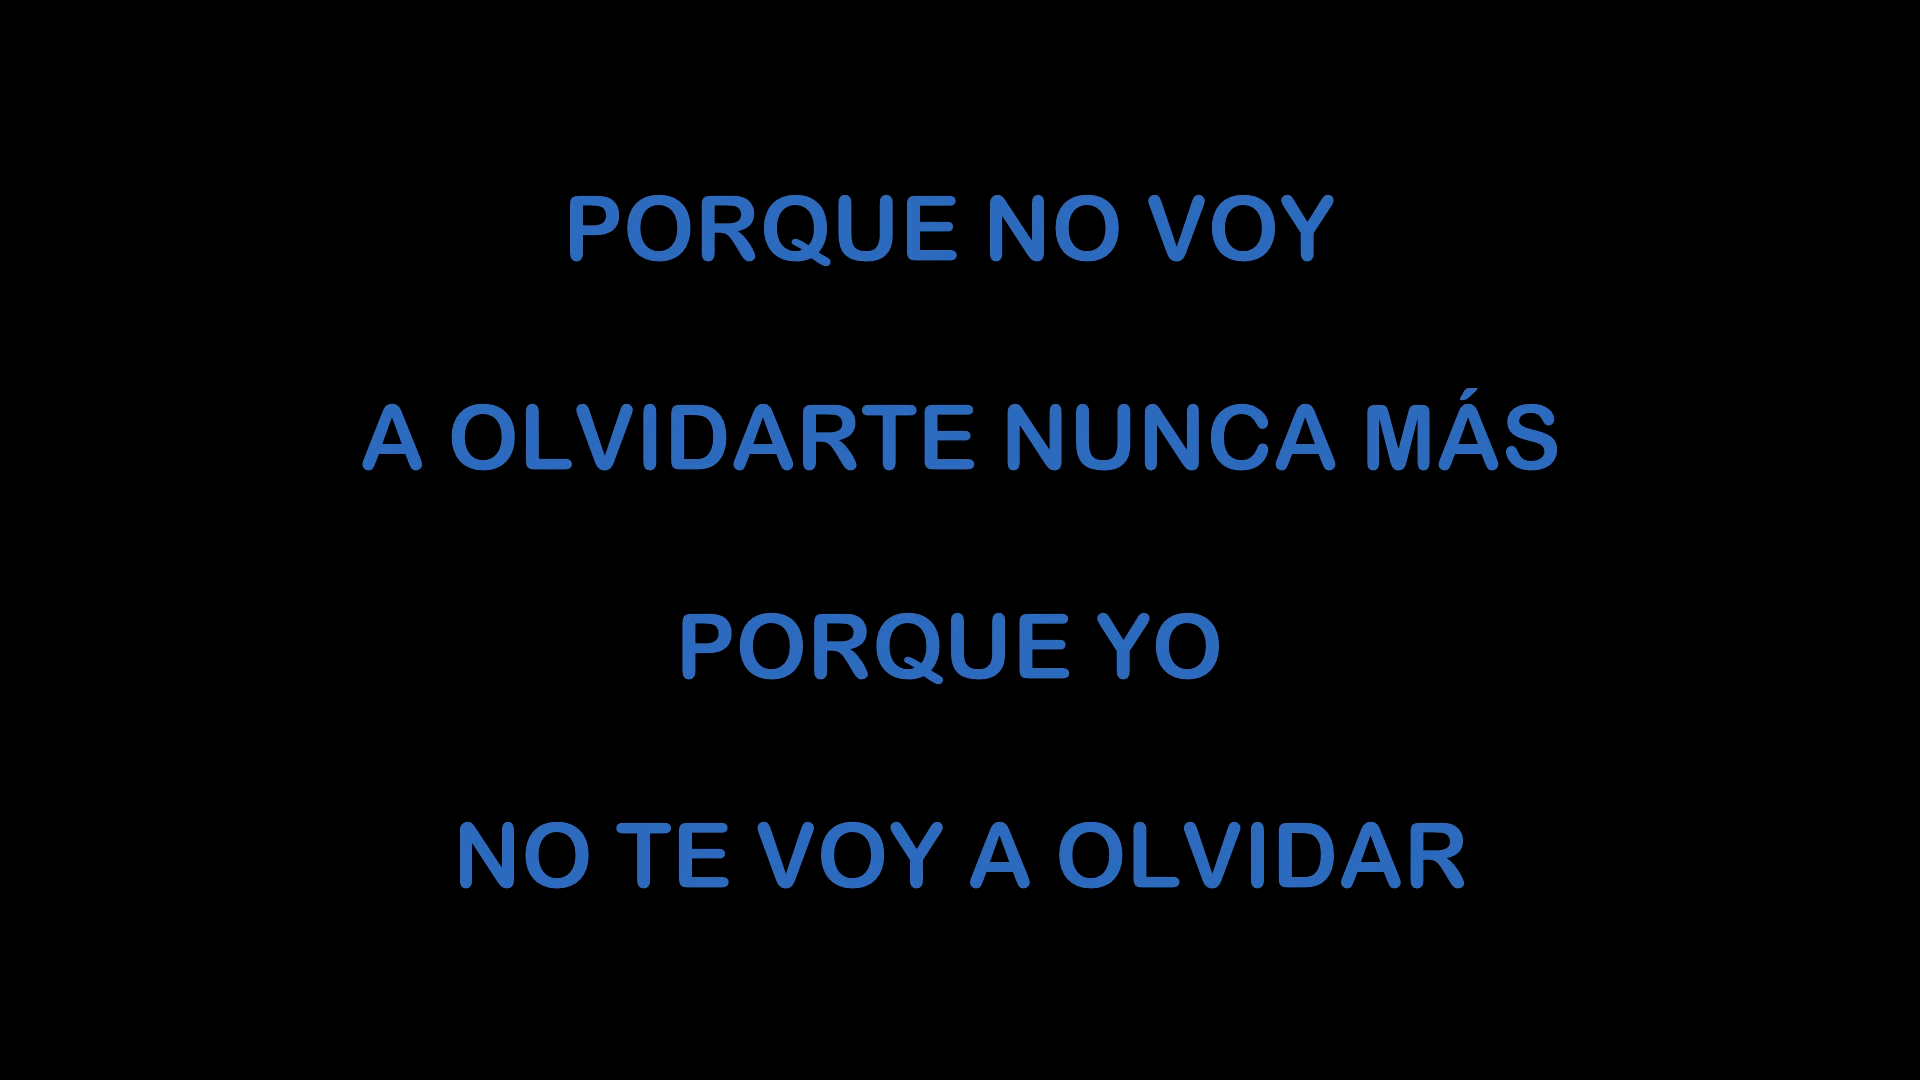 PORQUE NO VOY
A OLVIDARTE NUNCA MÁS
PORQUE YO
NO TE VOY A OLVIDAR